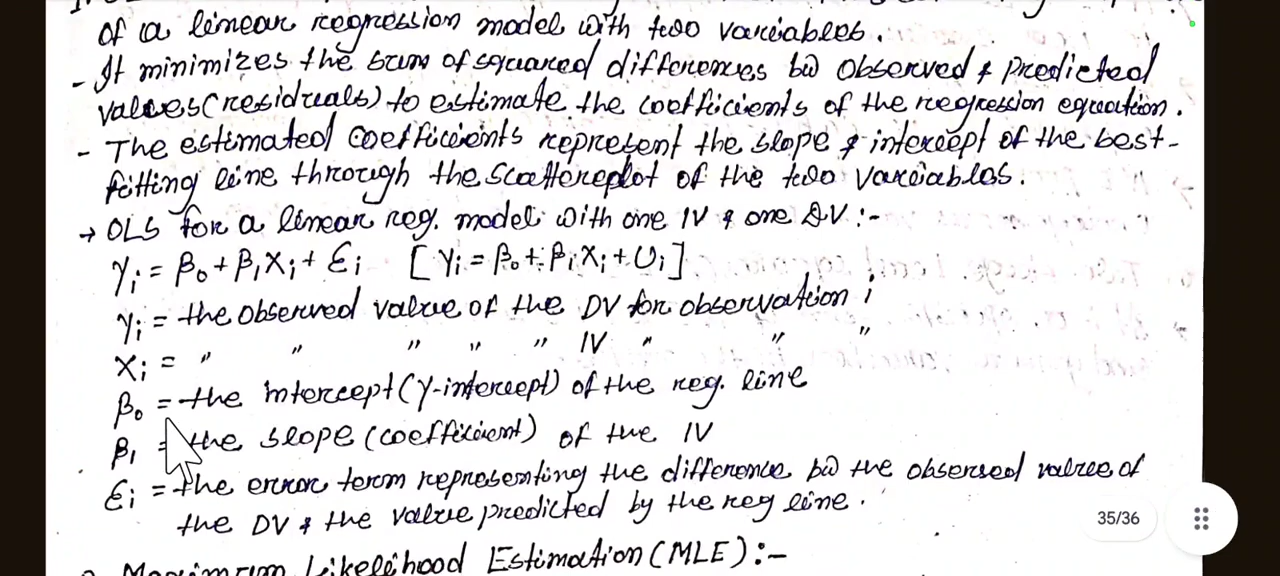 of a linear regression model with two variables.
- It minimizes the sum of squared differences bw observed & predicted
values (residuals) to estimate the coefficients of the regression equation.
- The estimated coefficients represent the slope & intercept of the best-
fitting line through the scatterplot of the two variables.
→ OLS for a linear reg. model with one IV & one DV :-
Yi = β0 + β1Xi + Ei [Yi = β0 + β1Xi + Ui]
Yi = the observed value of the DV for observation i
Xi = " " " " " IV " " "
β0 = the intercept (Y-intercept) of the reg. line
β1 = the slope (coefficient) of the IV
Ei = the error term representing the difference bw the observed value of
the DV & the value predicted by the reg line.
35/36
Maximum Likelihood Estimation (MLE) :-